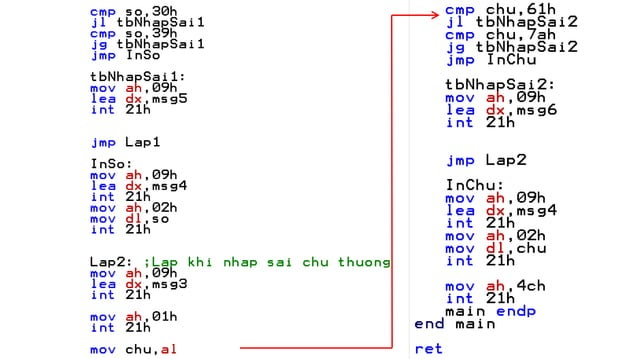 cmp so,30h
jl tbNhapSai1
cmp so,39h
jg tbNhapSai1
jmp InSo
tbNhapSai1:
mov ah,09h
lea dx,msg5
int 21h
jmp Lap1
InSo:
mov ah,09h
lea dx,msg4
int 21h
mov ah,02h
mov dl,so
int 21h
Lap2: ;Lap khi nhap sai chu thuong
mov ah,09h
lea dx,msg3
int 21h
mov ah,01h
int 21h
mov chu,al
cmp chu,61h
jl tbNhapSai2
cmp chu,7ah
jg tbNhapSai2
jmp InChu
tbNhapSai2:
mov ah,09h
lea dx,msg6
int 21h
jmp Lap2
InChu:
mov ah,09h
lea dx,msg4
int 21h
mov ah,02h
mov dl,chu
int 21h
mov ah,4ch
int 21h
main endp
end main
ret